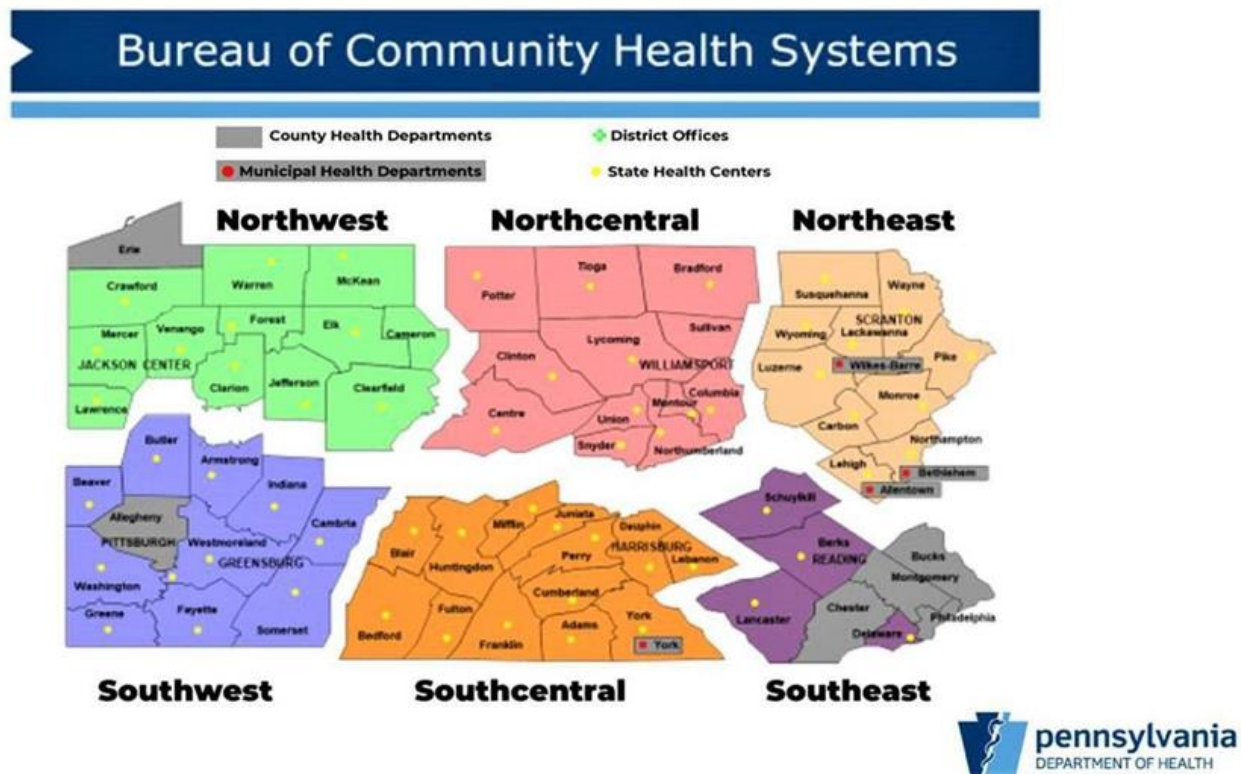 Bureau of Community Health Systems
County Health Departments
District Offices
Municipal Health Departments
State Health Centers
Northwest
Northcentral
Northeast
Erie
Crawford
Warren
McKean
Mercer
Venango
Forest
Elk
Cameron
JACKSON CENTER
Clarion
Jefferson
Clearfield
Lawrence
Potter
Tioga
Bradford
Sullivan
Clinton
Lycoming
WILLIAMSPORT
Centre
Union
Montour
Columbia
Snyder
Northumberland
Susquehanna
Wayne
Wyoming
SCRANTON
Lackawanna
Luzerne
Wilkes-Barre
Pike
Monroe
Carbon
Northampton
Lehigh
Bethlehem
Allentown
Butler
Armstrong
Beaver
Indiana
Allegheny
Cambria
PITTSBURGH
Westmoreland
GREENSBURG
Washington
Greene
Fayette
Somerset
Blair
Huntingdon
Mifflin
Juniata
Dauphin
HARRISBURG
Perry
Lebanon
Cumberland
Bedford
Fulton
Franklin
Adams
York
York
Schuylkill
Berks
READING
Bucks
Montgomery
Lancaster
Chester
Delaware
Philadelphia
Southwest
Southcentral
Southeast
pennsylvania
DEPARTMENT OF HEALTH